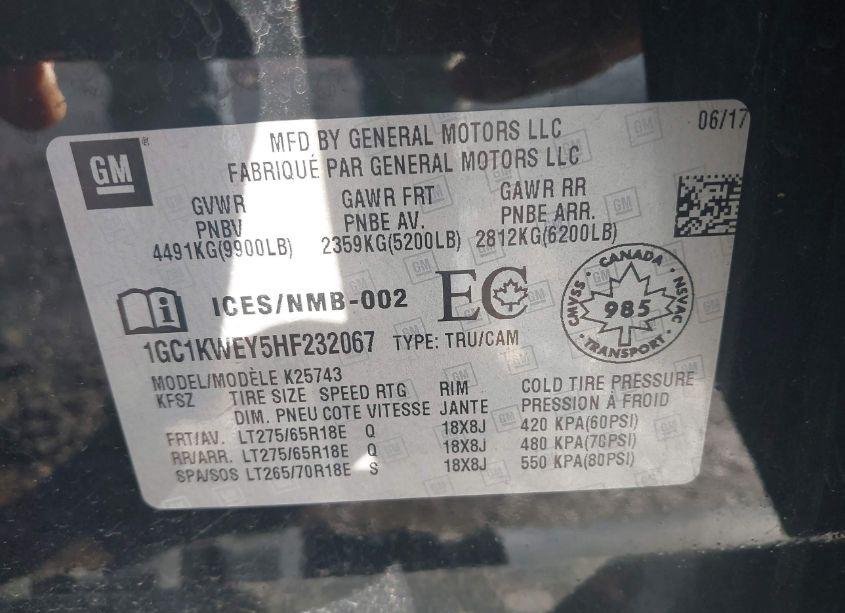 GM
MFD BY GENERAL MOTORS LLC
FABRIQUÉ PAR GENERAL MOTORS LLC
06/17
GVWR GAWR FRT GAWR RR
PNBV PNBE AV. PNBE ARR.
4491KG(9900LB) 2359KG(5200LB) 2812KG(6200LB)
ICES/NMB-002 EC
CANADA
CMVSS 985 NSVAC
TRANSPORT
1GC1KWEY5HF232067 TYPE: TRU/CAM
MODEL/MODÈLE K25743
KFSZ TIRE SIZE SPEED RTG RIM COLD TIRE PRESSURE
DIM. PNEU COTE VITESSE JANTE PRESSION À FROID
FRT/AV. LT275/65R18E Q 18X8J 420 KPA(60PSI)
RR/ARR. LT275/65R18E Q 18X8J 480 KPA(70PSI)
SPA/SOS LT265/70R18E S 18X8J 550 KPA(80PSI)